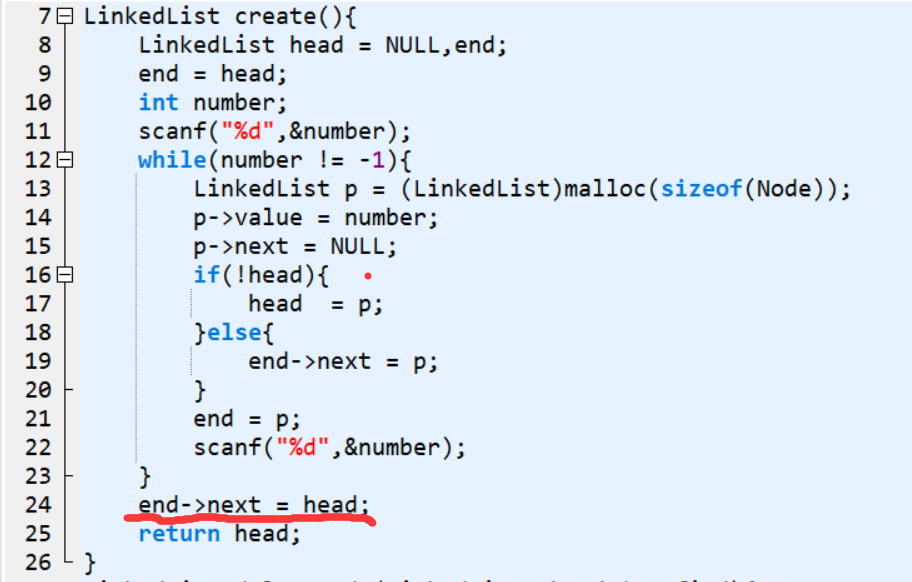 7 LinkedList create(){
8 LinkedList head = NULL,end;
9 end = head;
10 int number;
11 scanf("%d",&number);
12 while(number != -1){
13 LinkedList p = (LinkedList)malloc(sizeof(Node));
14 p->value = number;
15 p->next = NULL;
16 if(!head){
17 head  = p;
18 }else{
19 end->next = p;
20 }
21 end = p;
22 scanf("%d",&number);
23 }
24 end->next = head;
25 return head;
26 }